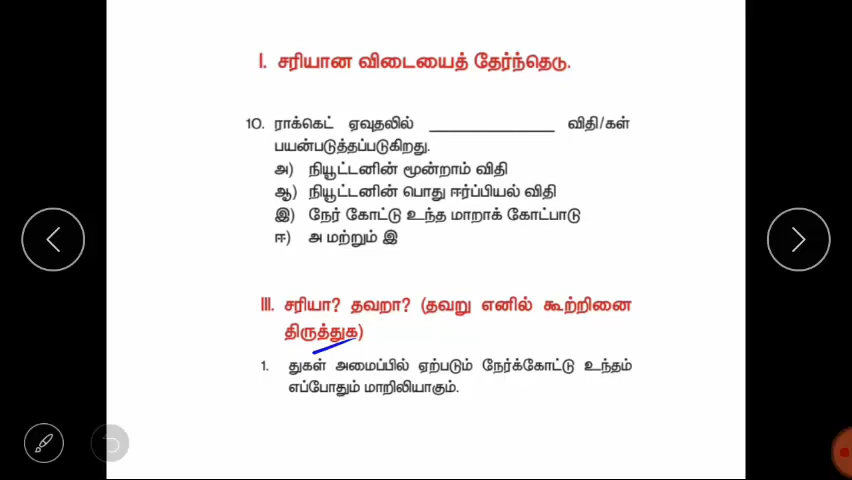 I. சரியான விடையைத் தேர்ந்தெடு.
10. ராக்கெட் ஏவுதலில் ______________ விதி/கள்
பயன்படுத்தப்படுகிறது.
அ) நியூட்டனின் மூன்றாம் விதி
ஆ) நியூட்டனின் பொது ஈர்ப்பியல் விதி
இ) நேர் கோட்டு உந்த மாறாக் கோட்பாடு
ஈ) அ மற்றும் இ
III. சரியா? தவறா? (தவறு எனில் கூற்றினை
திருத்துக)
1. துகள் அமைப்பில் ஏற்படும் நேர்க்கோட்டு உந்தம்
எப்போதும் மாறிலியாகும்.